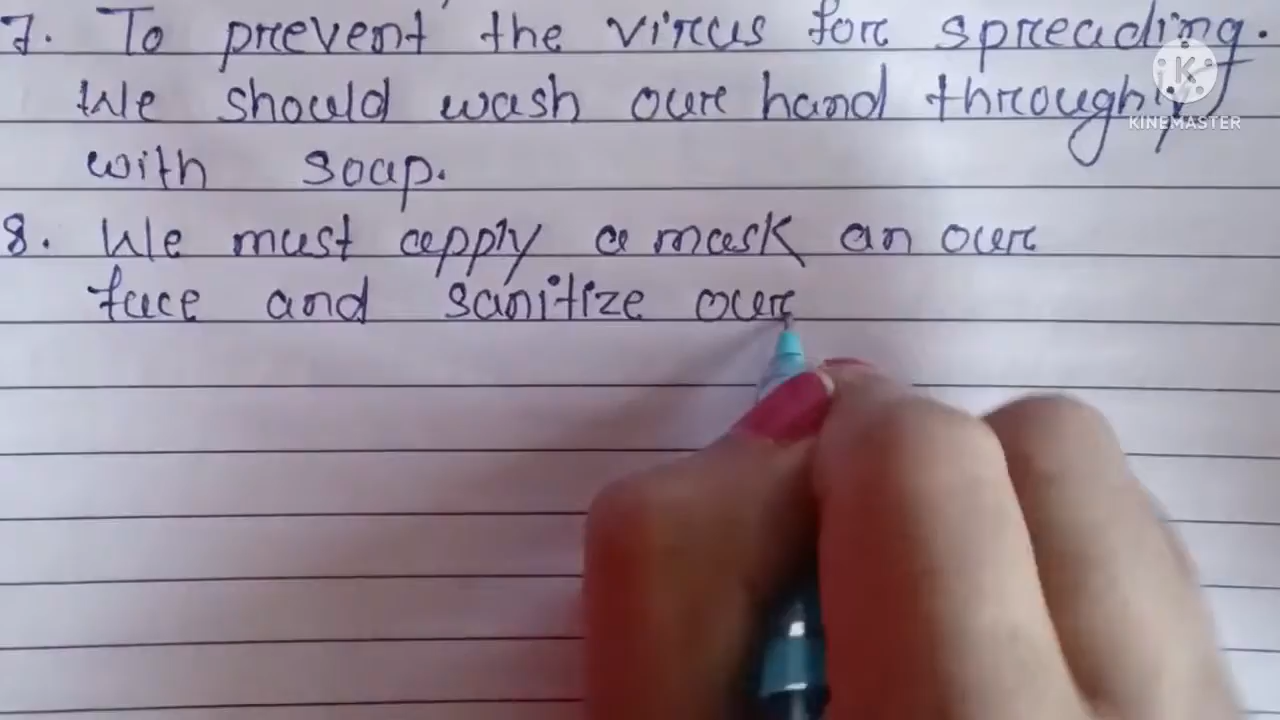 7. To prevent the virus for spreading.
We should wash our hand throughly
with soap.
8. We must apply a mask an our
face and sanitize our
K
KINEMASTER